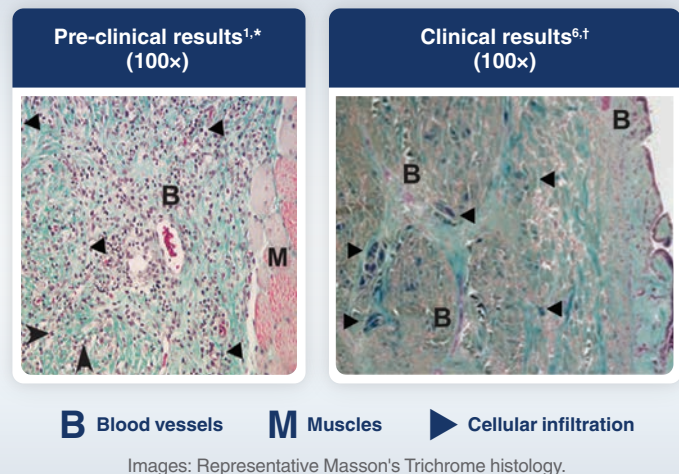 Pre-clinical results1,*
(100×)
Clinical results6,†
(100×)
B
M
B
B
B
B Blood vessels
M Muscles
Cellular infiltration
Images: Representative Masson's Trichrome histology.